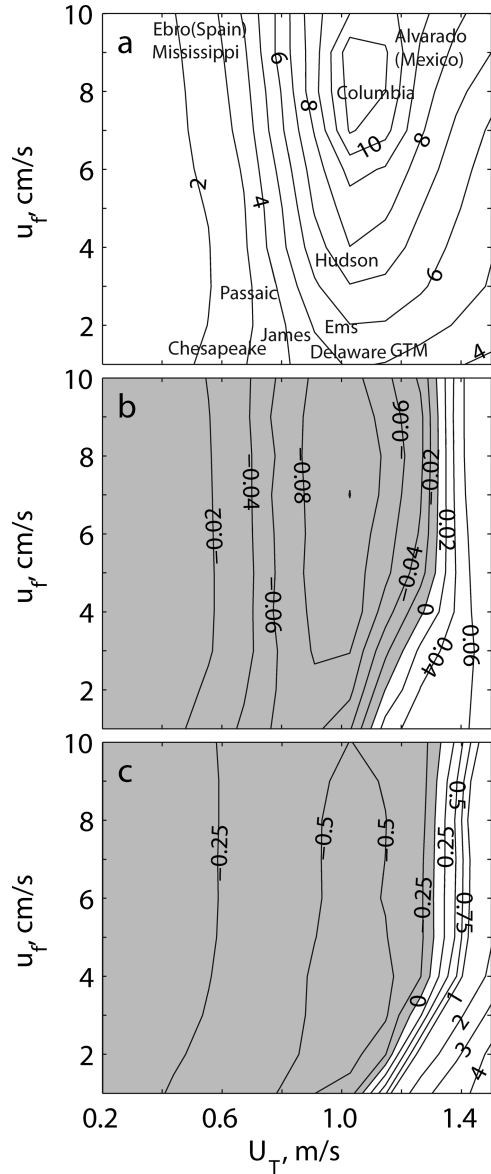 a
10
8
6
4
2
u_f, cm/s
Ebro(Spain)
Mississippi
Alvarado
(Mexico)
Columbia
Hudson
Passaic
James
Ems
Chesapeake
Delaware
GTM
2
4
6
8
10
8
6
4
b
10
8
6
4
2
u_f, cm/s
−0.02
−0.04
−0.06
−0.08
−0.06
−0.04
−0.02
0
0.02
0.04
0.06
c
10
8
6
4
2
u_f, cm/s
−0.25
−0.5
−0.5
−0.25
0
0.25
0.5
0.75
1
2
3
4
0.2 0.6 1.0 1.4
U_T, m/s